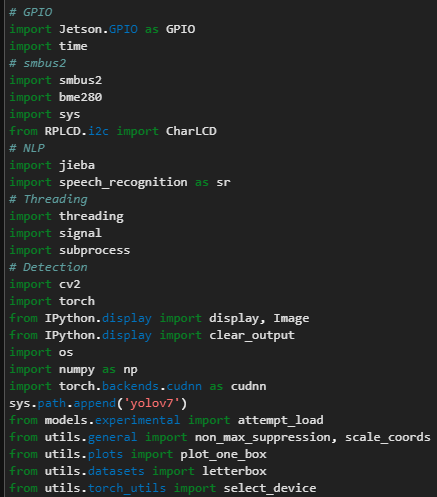 # GPIO
import Jetson.GPIO as GPIO
import time
# smbus2
import smbus2
import bme280
import sys
from RPLCD.i2c import CharLCD
# NLP
import jieba
import speech_recognition as sr
# Threading
import threading
import signal
import subprocess
# Detection
import cv2
import torch
from IPython.display import display, Image
from IPython.display import clear_output
import os
import numpy as np
import torch.backends.cudnn as cudnn
sys.path.append('yolov7')
from models.experimental import attempt_load
from utils.general import non_max_suppression, scale_coords
from utils.plots import plot_one_box
from utils.datasets import letterbox
from utils.torch_utils import select_device